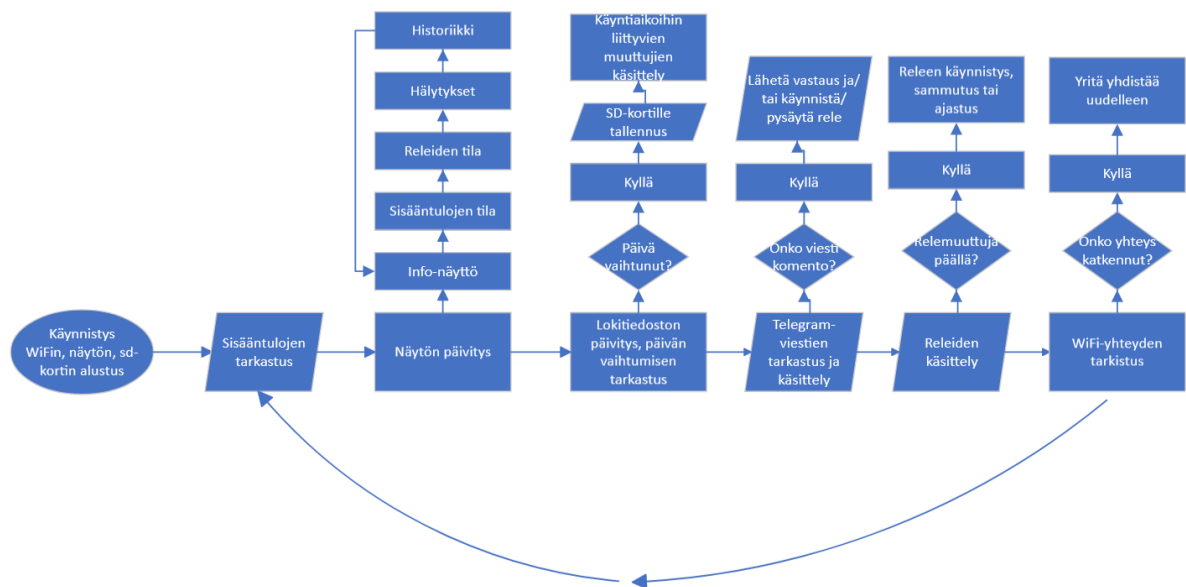 Historiikki
Hälytykset
Releiden tila
Sisääntulojen tila
Info-näyttö
Käyntiaikoihin
liittyvien
muuttujien
käsittely
SD-kortille
tallennus
Kyllä
Päivä
vaihtunut?
Lähetä vastaus ja/
tai käynnistä/
pysäytä rele
Kyllä
Onko viesti
komento?
Releen käynnistys,
sammutus tai
ajastus
Kyllä
Relemuuttuja
päällä?
Yritä yhdistää
uudelleen
Kyllä
Onko yhteys
katkennut?
Käynnistys
WiFin, näytön, sd-
kortin alustus
Sisääntulojen
tarkastus
Näytön päivitys
Lokitiedoston
päivitys, päivän
vaihtumisen
tarkastus
Telegram-
viestien
tarkastus ja
käsittely
Releiden
käsittely
WiFi-yhteyden
tarkistus